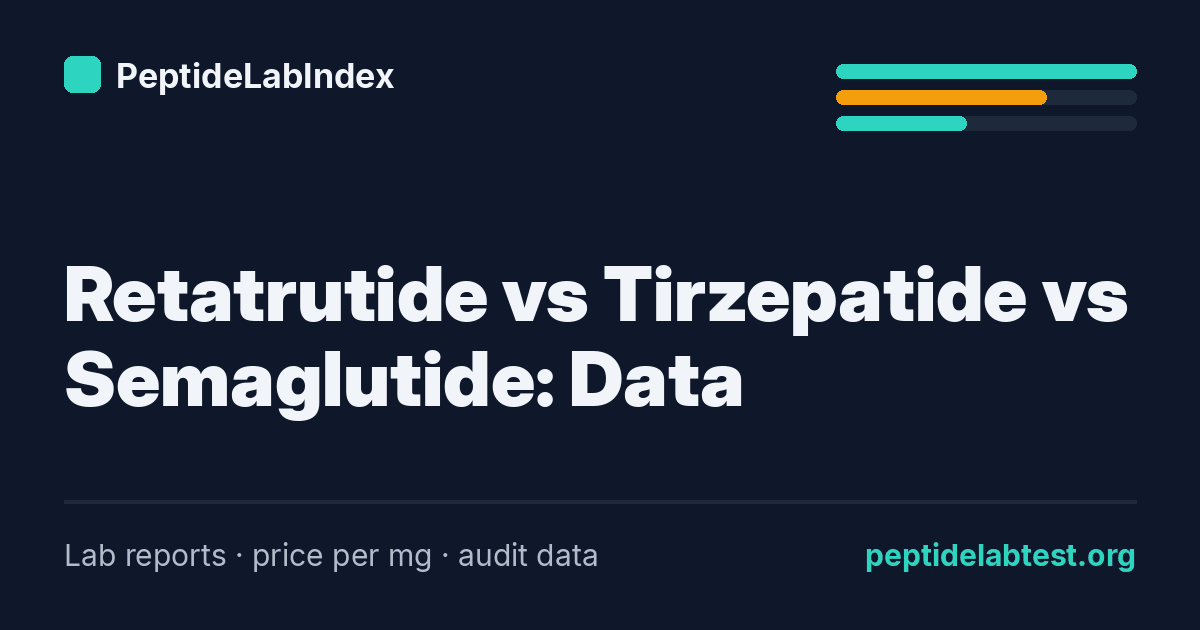 PeptideLabIndex
Retatrutide vs Tirzepatide vs
Semaglutide: Data
Lab reports · price per mg · audit data
peptidelabtest.org